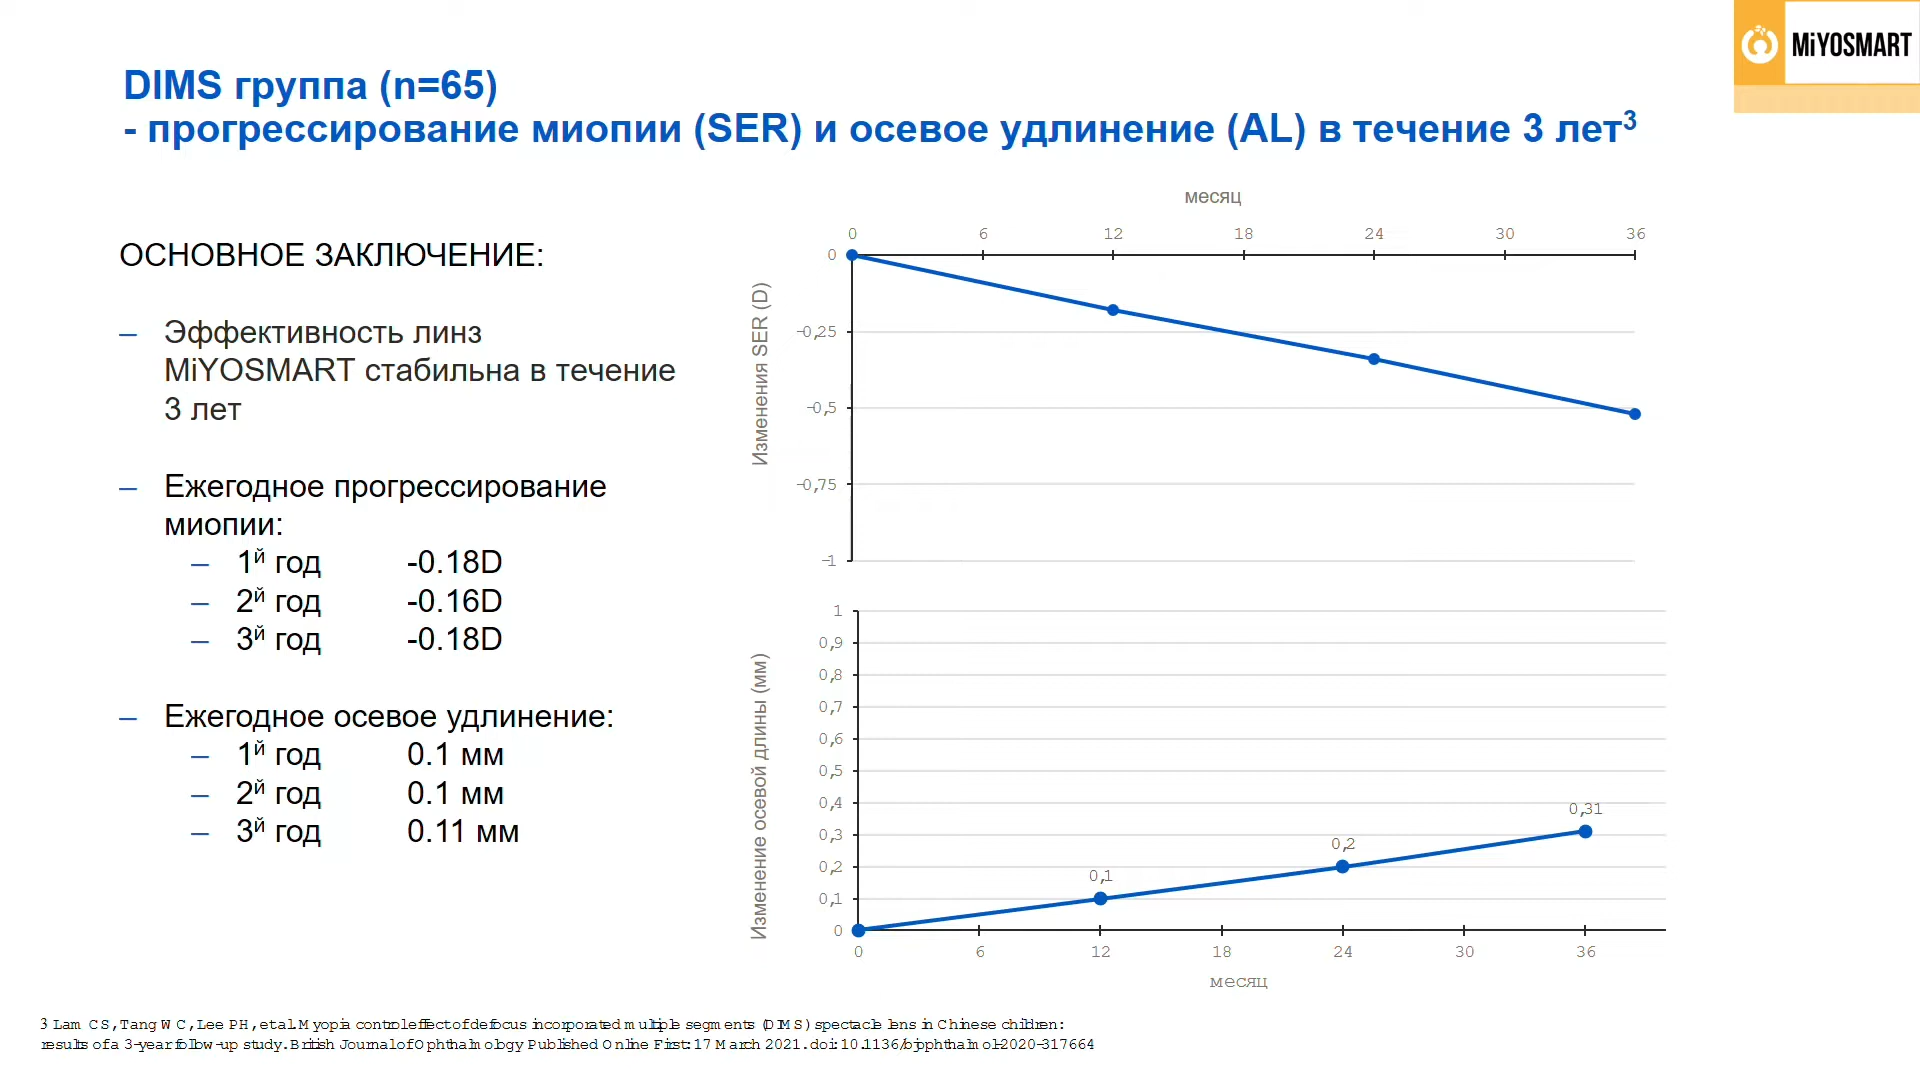 MiYOSMART
DIMS группа (n=65)
- прогрессирование миопии (SER) и осевое удлинение (AL) в течение 3 лет³
ОСНОВНОЕ ЗАКЛЮЧЕНИЕ:
– Эффективность линз
MiYOSMART стабильна в течение
3 лет
– Ежегодное прогрессирование
миопии:
– 1й год -0.18D
– 2й год -0.16D
– 3й год -0.18D
– Ежегодное осевое удлинение:
– 1й год 0.1 мм
– 2й год 0.1 мм
– 3й год 0.11 мм
месяц
0 6 12 18 24 30 36
Изменения SER (D)
0
-0,25
-0,5
-0,75
-1
Изменение осевой длины (мм)
1
0,9
0,8
0,7
0,6
0,5
0,4
0,3
0,2
0,1
0
0,1
0,2
0,31
0 6 12 18 24 30 36
месяц
3 Lam CS, Tang WC, Lee PH, et al. Myopia control effect of defocus incorporated multiple segments (DIMS) spectacle lens in Chinese children:
results of a 3-year follow-up study. British Journal of Ophthalmology Published Online First: 17 March 2021. doi: 10.1136/bjophthalmol-2020-317664